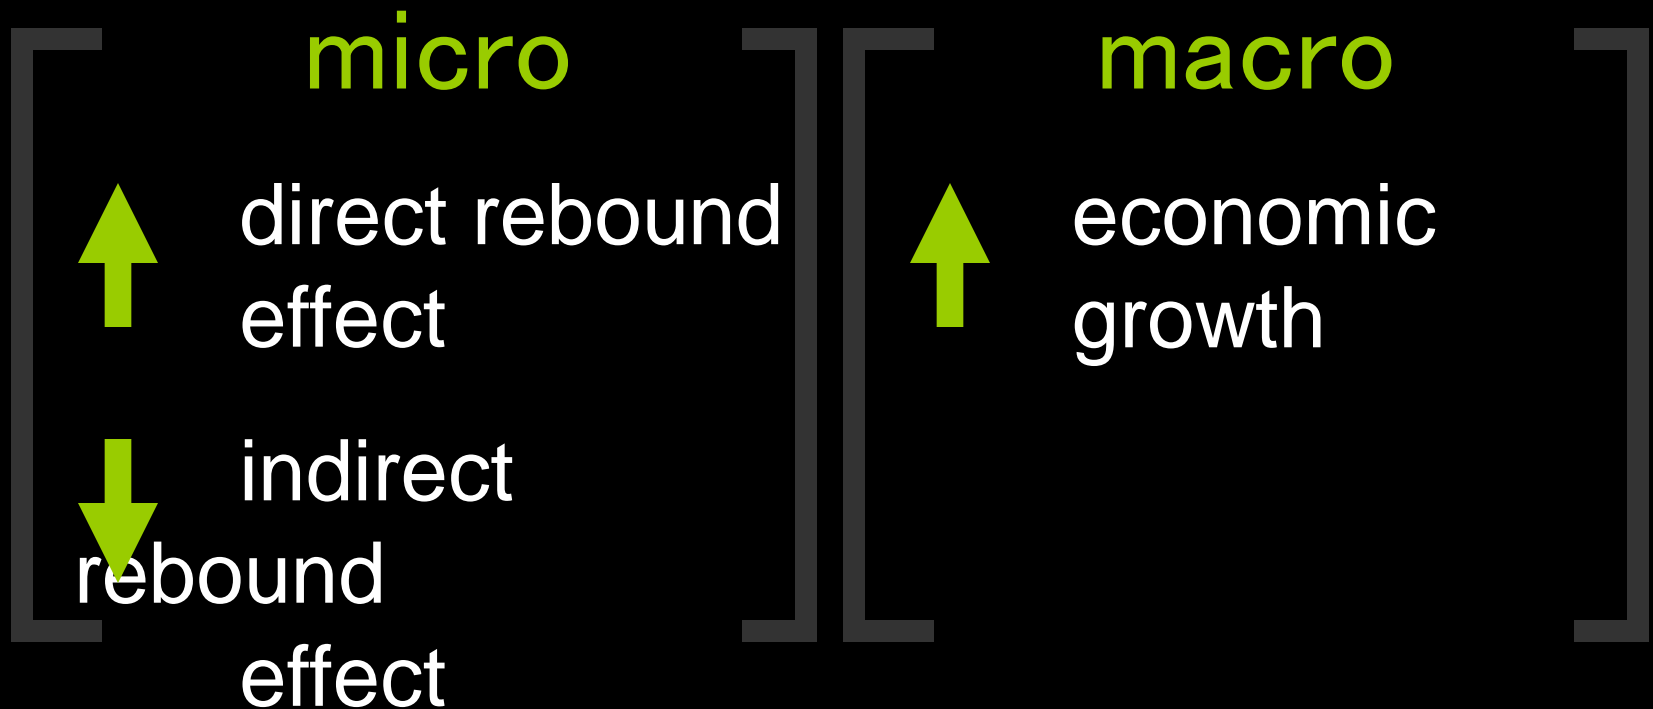 micro
direct rebound
effect
indirect
rebound
effect
macro
economic
growth